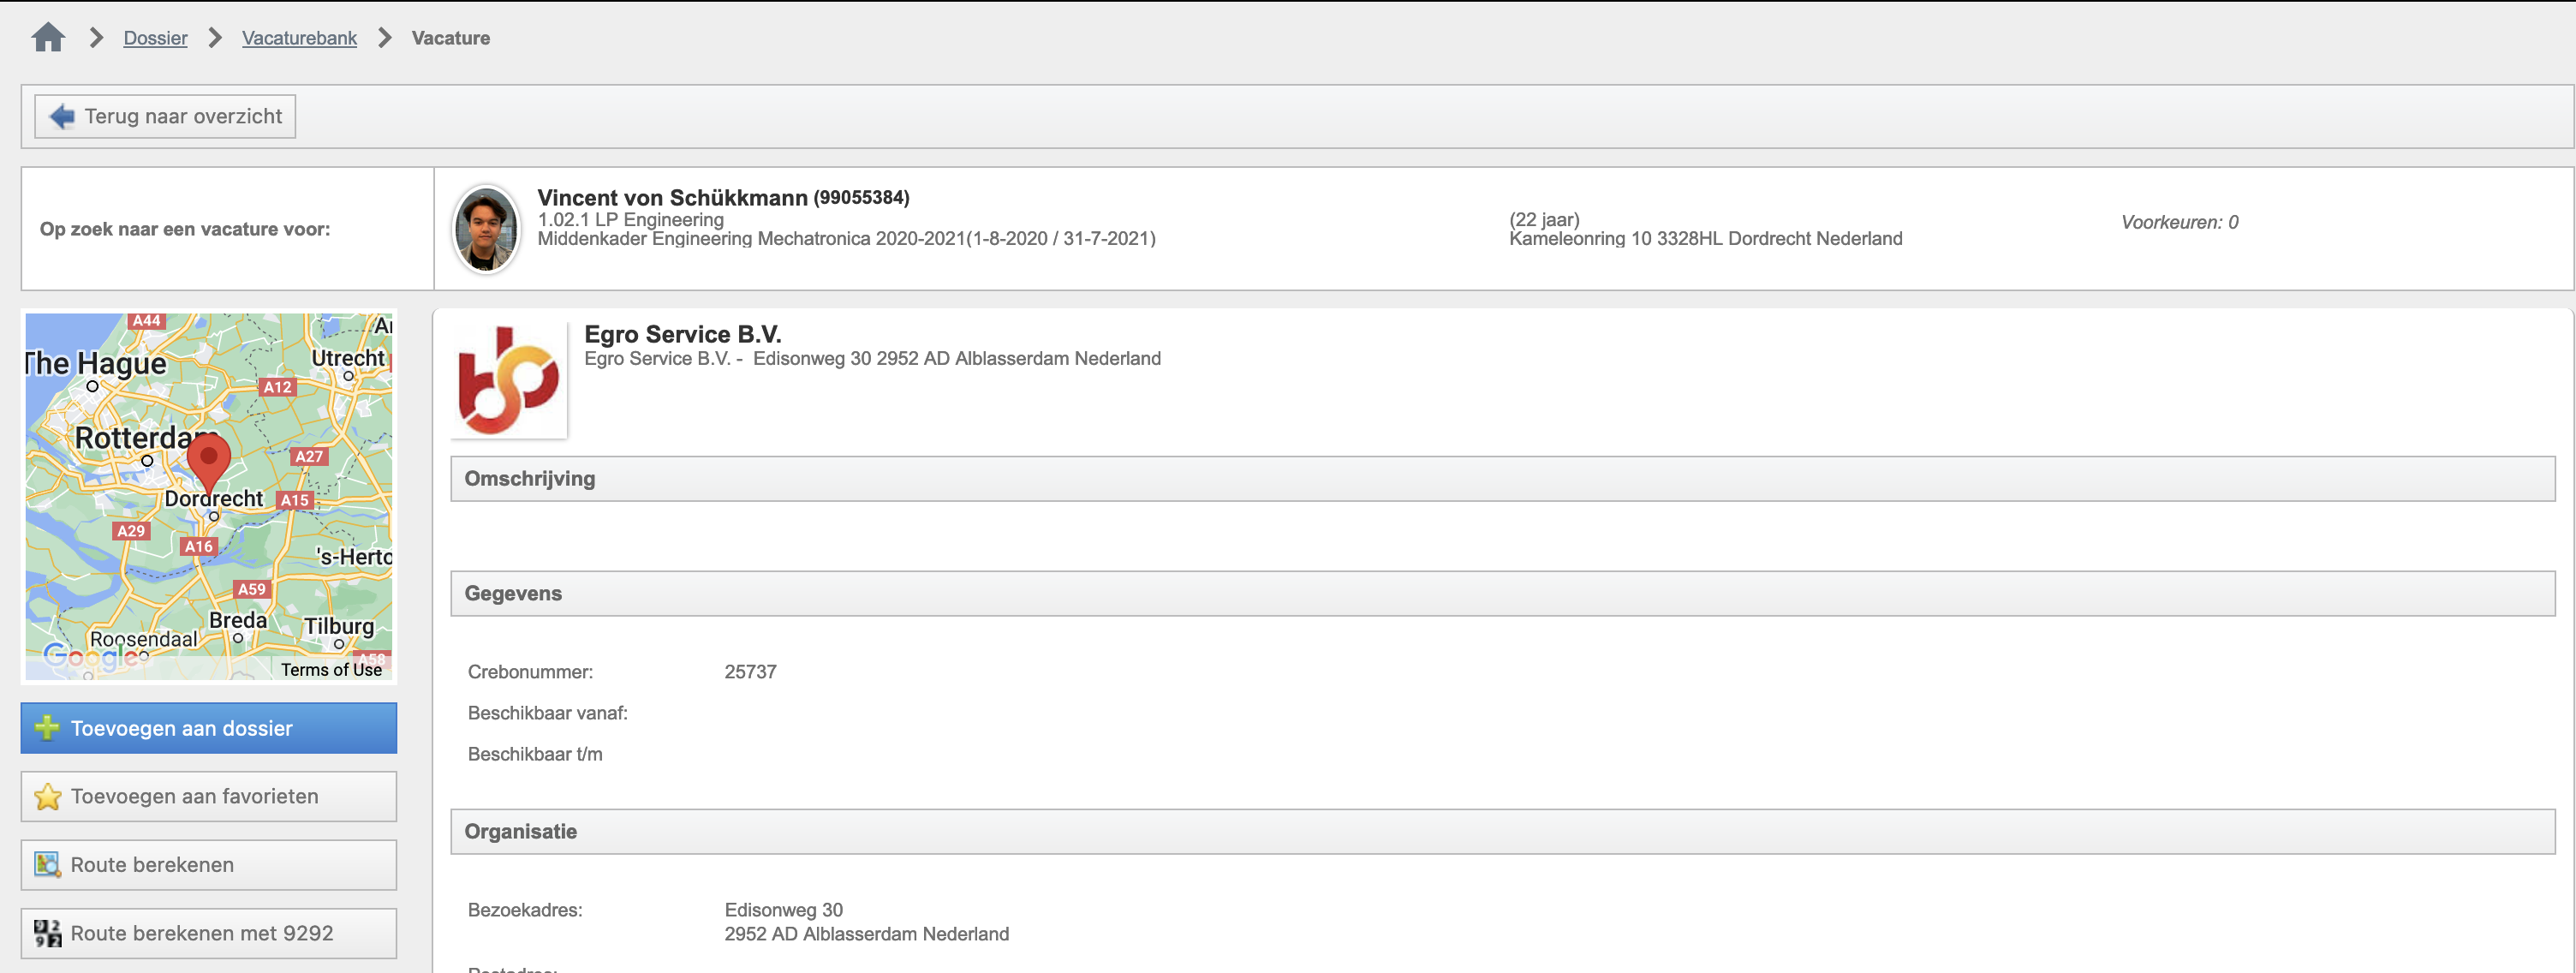 Dossier Vacaturebank Vacature
Terug naar overzicht
Op zoek naar een vacature voor:
Vincent von Schükkmann (99055384)
1.02.1 LP Engineering
Middenkader Engineering Mechatronica 2020-2021(1-8-2020 / 31-7-2021)
(22 jaar)
Kameleonring 10 3328HL Dordrecht Nederland
Voorkeuren: 0
A44
The Hague
Utrecht
A12
Rotterdam
A27
Dordrecht
A15
A29
A16
's-Herto
A59
Breda
Tilburg
Roosendaal
Google
A58
Terms of Use
Toevoegen aan dossier
Toevoegen aan favorieten
Route berekenen
9292 Route berekenen met 9292
Egro Service B.V.
Egro Service B.V. - Edisonweg 30 2952 AD Alblasserdam Nederland
Omschrijving
Gegevens
Crebonummer: 25737
Beschikbaar vanaf:
Beschikbaar t/m
Organisatie
Bezoekadres: Edisonweg 30
2952 AD Alblasserdam Nederland